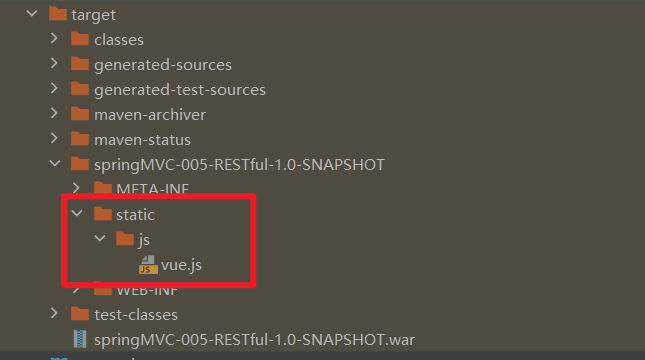 target
classes
generated-sources
generated-test-sources
maven-archiver
maven-status
springMVC-005-RESTful-1.0-SNAPSHOT
META-INF
static
js
JS vue.js
WEB-INF
test-classes
springMVC-005-RESTful-1.0-SNAPSHOT.war